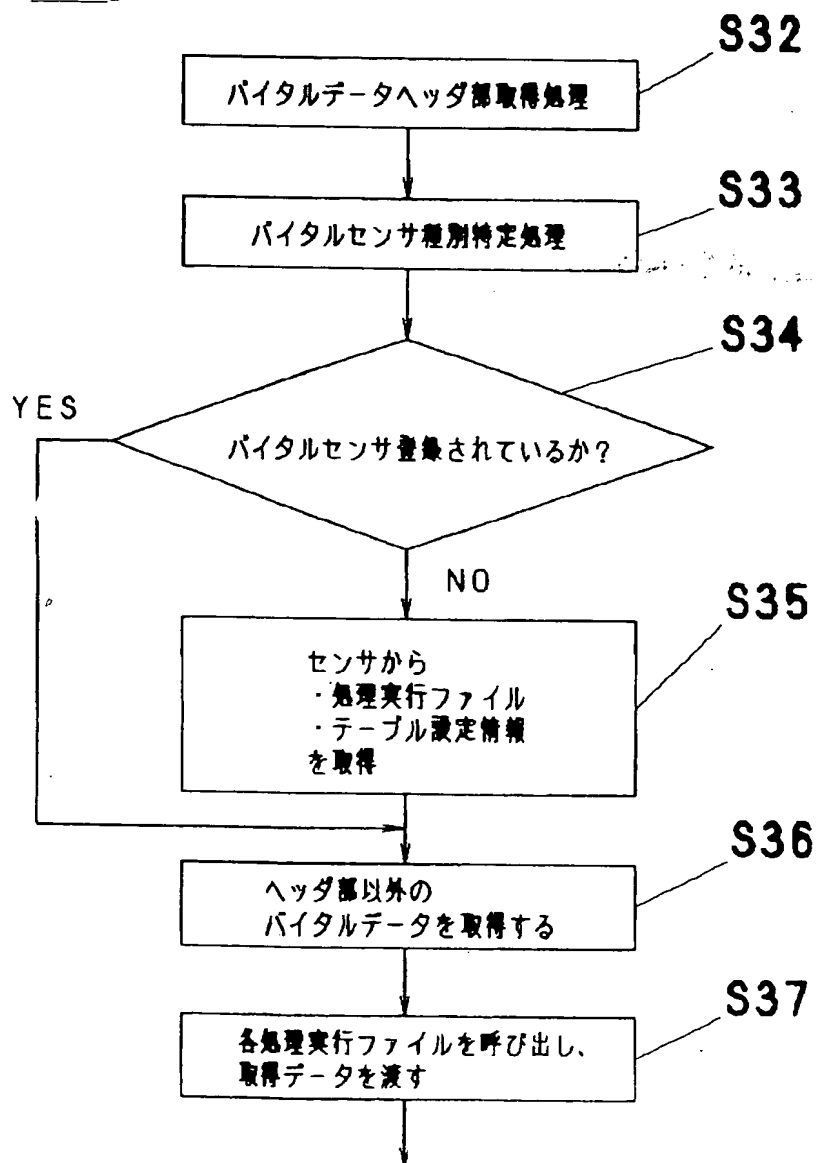 S32
バイタルデータヘッダ部取得処理
S33
バイタルセンサ種別特定処理
S34
YES
バイタルセンサ登録されているか？
NO
S35
センサから
・処理実行ファイル
・テーブル設定情報
を取得
S36
ヘッダ部以外の
バイタルデータを取得する
S37
各処理実行ファイルを呼び出し、
取得データを渡す